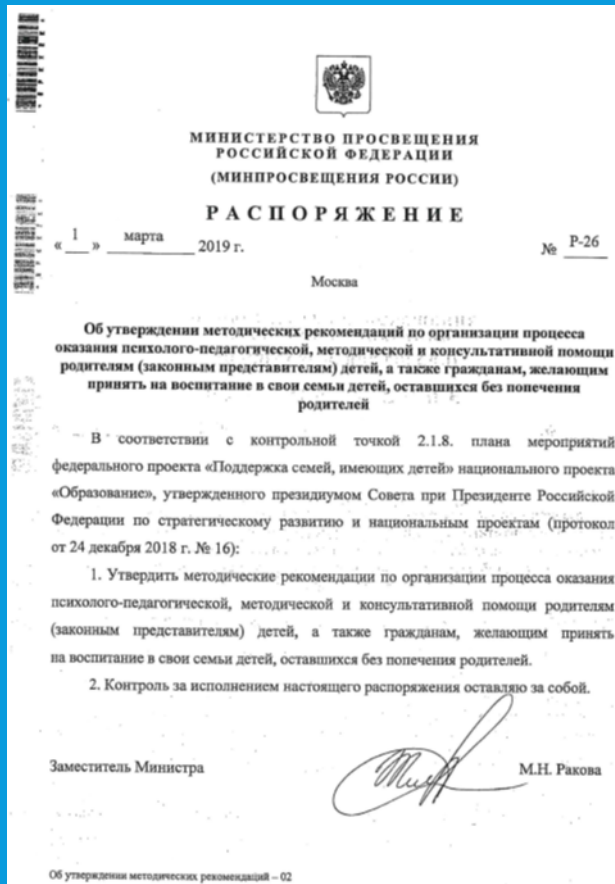 МИНИСТЕРСТВО ПРОСВЕЩЕНИЯ
РОССИЙСКОЙ ФЕДЕРАЦИИ
(МИНПРОСВЕЩЕНИЯ РОССИИ)
РАСПОРЯЖЕНИЕ
« 1 » марта 2019 г. № Р-26
Москва
Об утверждении методических рекомендаций по организации процесса
оказания психолого-педагогической, методической и консультативной помощи
родителям (законным представителям) детей, а также гражданам, желающим
принять на воспитание в свои семьи детей, оставшихся без попечения
родителей
В соответствии с контрольной точкой 2.1.8. плана мероприятий
федерального проекта «Поддержка семей, имеющих детей» национального проекта
«Образование», утвержденного президиумом Совета при Президенте Российской
Федерации по стратегическому развитию и национальным проектам (протокол
от 24 декабря 2018 г. № 16):
1. Утвердить методические рекомендации по организации процесса оказания
психолого-педагогической, методической и консультативной помощи родителям
(законным представителям) детей, а также гражданам, желающим принять
на воспитание в свои семьи детей, оставшихся без попечения родителей.
2. Контроль за исполнением настоящего распоряжения оставляю за собой.
Заместитель Министра М.Н. Ракова
Об утверждении методических рекомендаций – 02